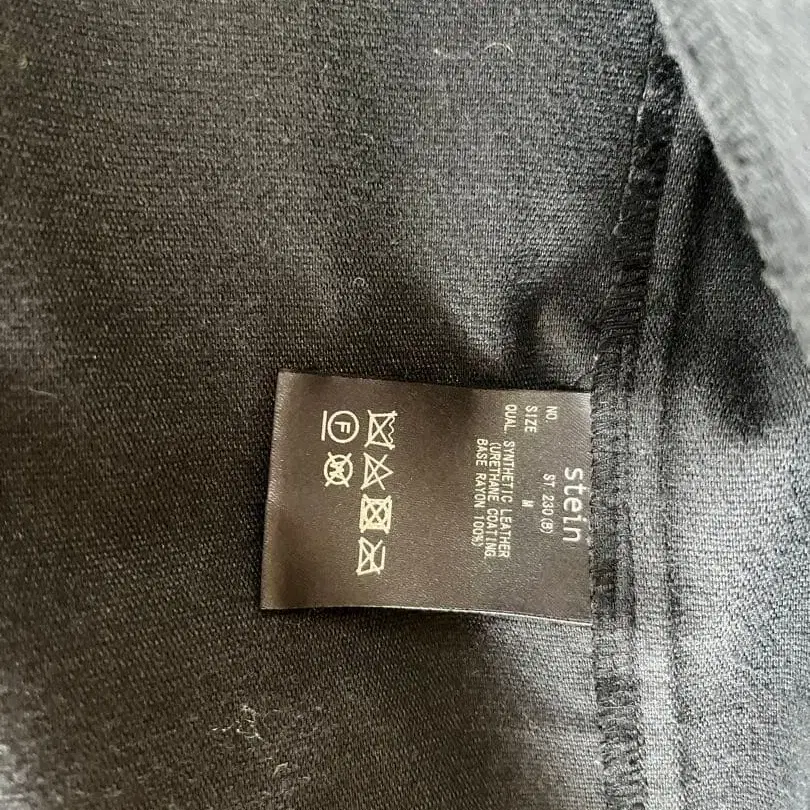 stein
NO. ST.230(B)
SIZE M
QUAL. SYNTHETIC LEATHER
(URETHANE COATING.
BASE RAYON 100%)
F
W